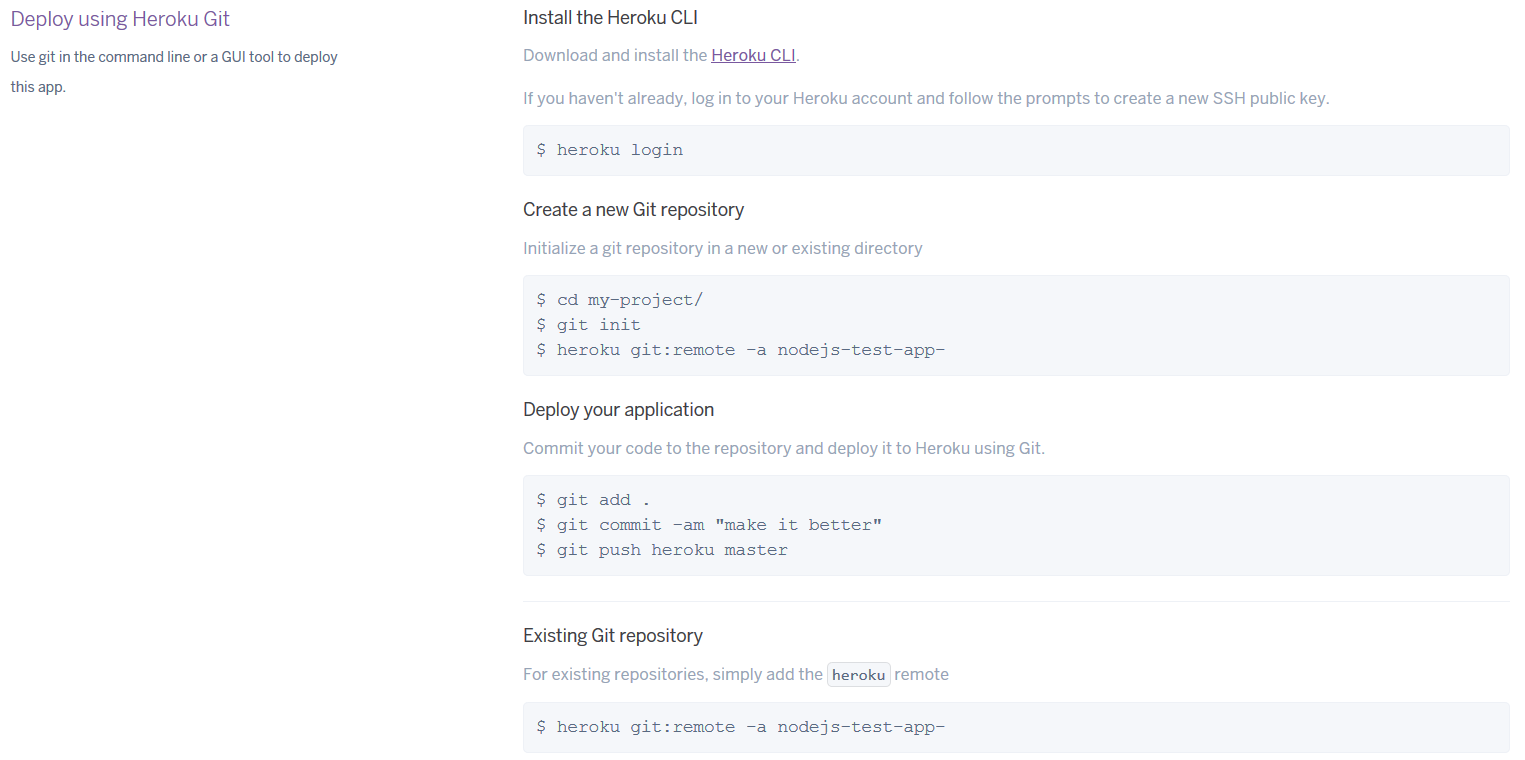 Deploy using Heroku Git
Use git in the command line or a GUI tool to deploy
this app.
Install the Heroku CLI
Download and install the Heroku CLI.
If you haven't already, log in to your Heroku account and follow the prompts to create a new SSH public key.
$ heroku login
Create a new Git repository
Initialize a git repository in a new or existing directory
$ cd my-project/
$ git init
$ heroku git:remote -a nodejs-test-app-
Deploy your application
Commit your code to the repository and deploy it to Heroku using Git.
$ git add .
$ git commit -am "make it better"
$ git push heroku master
Existing Git repository
For existing repositories, simply add the heroku remote
$ heroku git:remote -a nodejs-test-app-